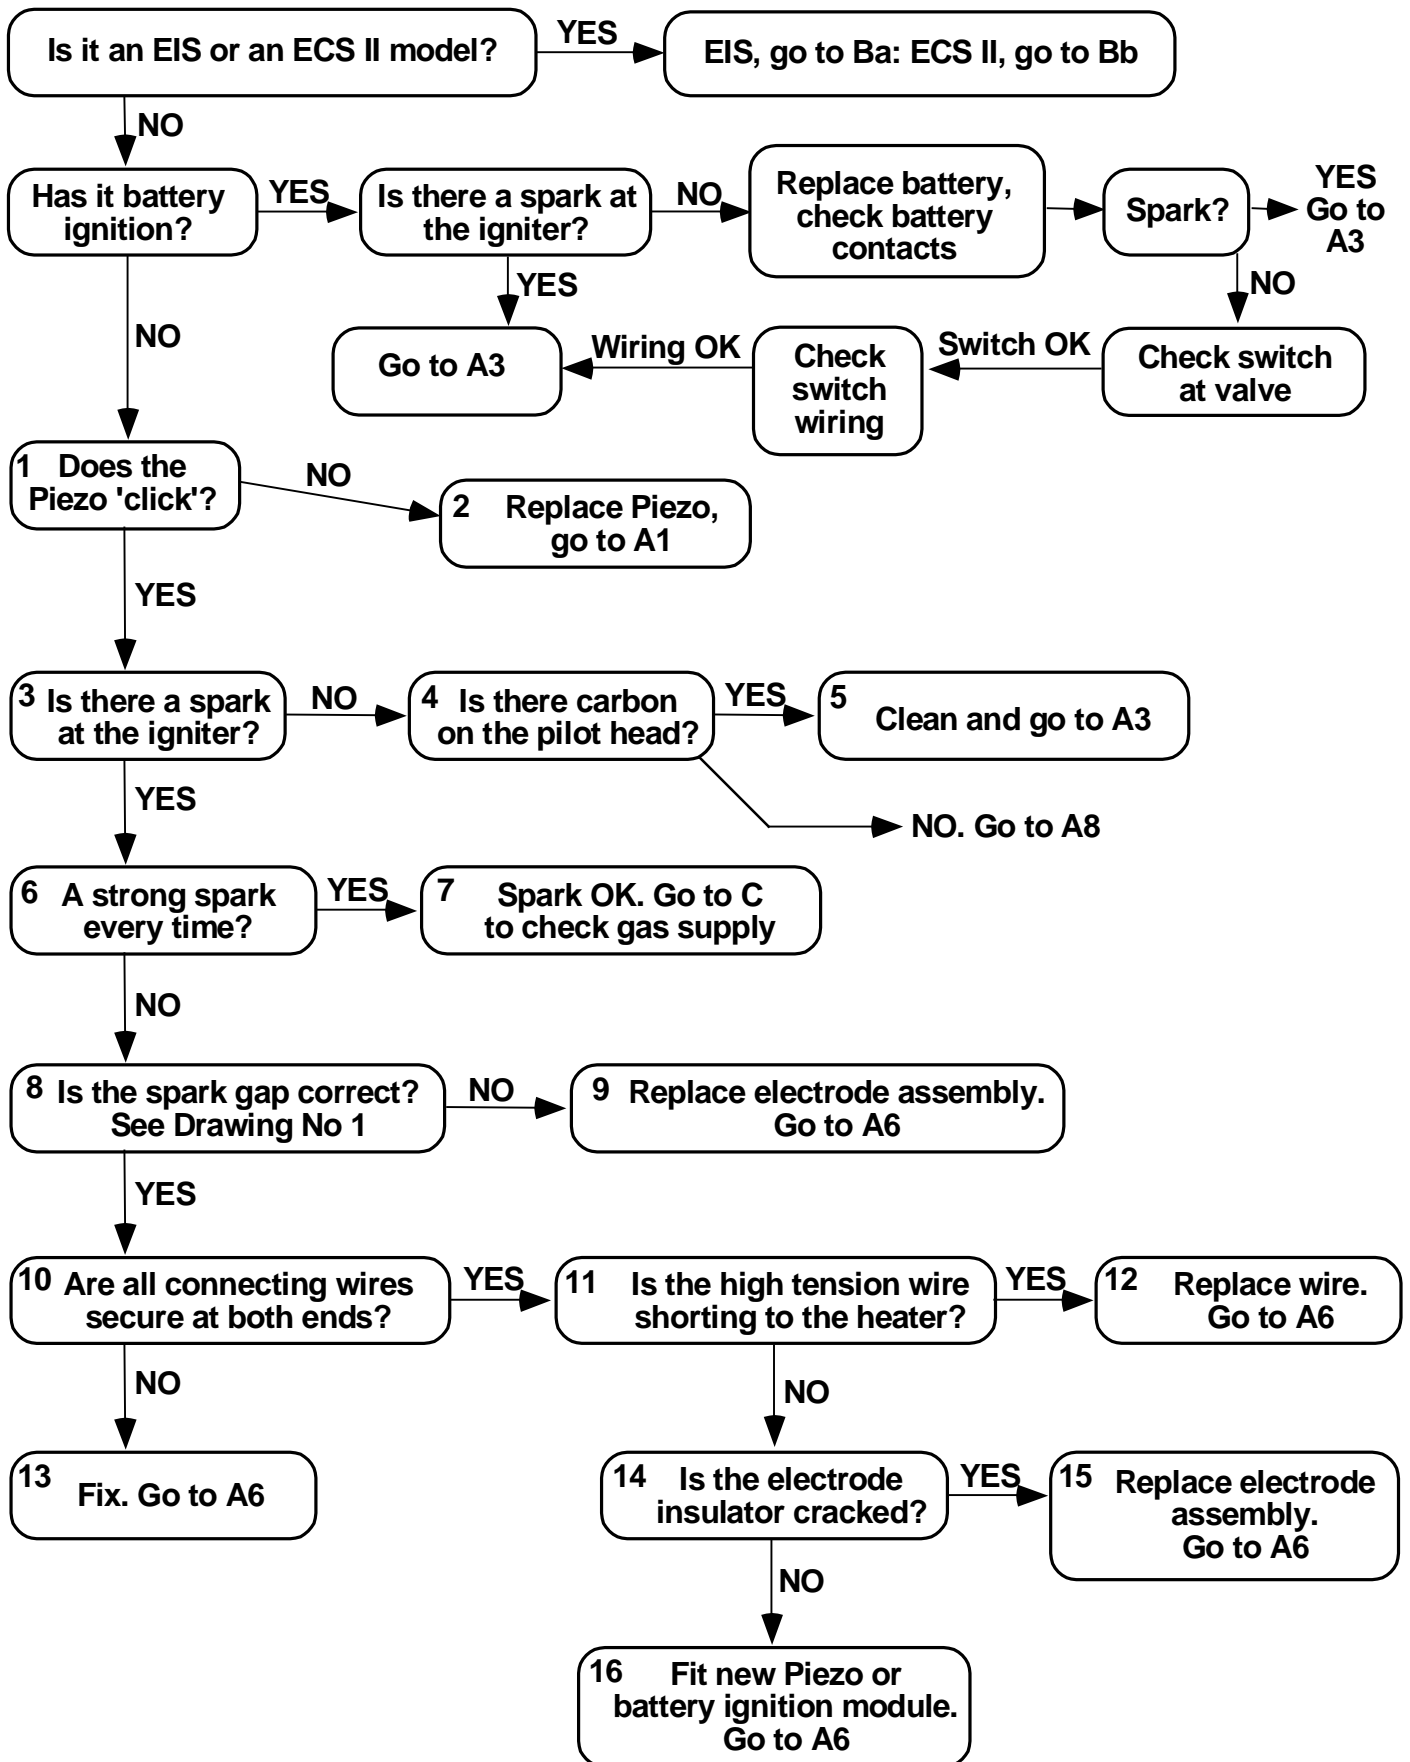 Is it an EIS or an ECS II model?
YES
EIS, go to Ba: ECS II, go to Bb
NO
Has it battery
ignition?
YES
Is there a spark at
the igniter?
NO
Replace battery,
check battery
contacts
Spark?
YES
Go to
A3
NO
YES
NO
Go to A3
Wiring OK
Check
switch
wiring
Switch OK
Check switch
at valve
1 Does the
Piezo 'click'?
NO
2 Replace Piezo,
go to A1
YES
3 Is there a spark
at the igniter?
NO
4 Is there carbon
on the pilot head?
YES
5 Clean and go to A3
YES
NO. Go to A8
6 A strong spark
every time?
YES
7 Spark OK. Go to C
to check gas supply
NO
8 Is the spark gap correct?
See Drawing No 1
NO
9 Replace electrode assembly.
Go to A6
YES
10 Are all connecting wires
secure at both ends?
YES
11 Is the high tension wire
shorting to the heater?
YES
12 Replace wire.
Go to A6
NO
NO
13 Fix. Go to A6
14 Is the electrode
insulator cracked?
YES
15 Replace electrode
assembly.
Go to A6
NO
16 Fit new Piezo or
battery ignition module.
Go to A6